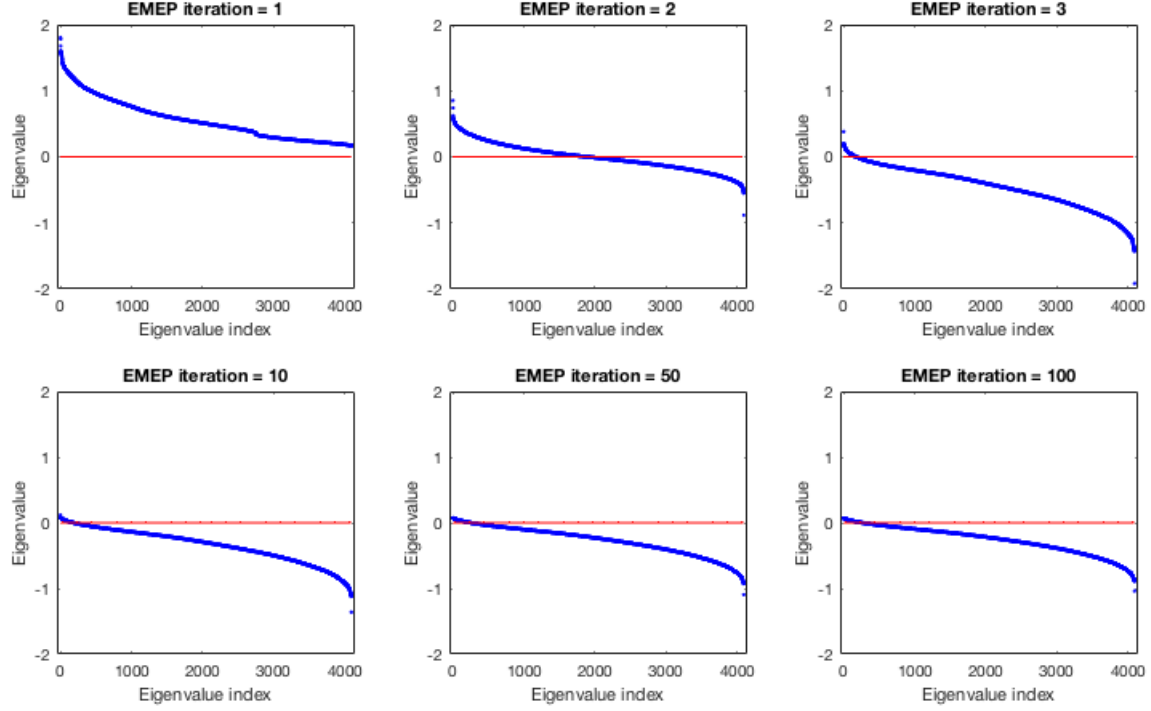 EMEP iteration = 1
2
1
0
-1
-2
Eigenvalue
0 1000 2000 3000 4000
Eigenvalue index
EMEP iteration = 2
2
1
0
-1
-2
Eigenvalue
0 1000 2000 3000 4000
Eigenvalue index
EMEP iteration = 3
2
1
0
-1
-2
Eigenvalue
0 1000 2000 3000 4000
Eigenvalue index
EMEP iteration = 10
2
1
0
-1
-2
Eigenvalue
0 1000 2000 3000 4000
Eigenvalue index
EMEP iteration = 50
2
1
0
-1
-2
Eigenvalue
0 1000 2000 3000 4000
Eigenvalue index
EMEP iteration = 100
2
1
0
-1
-2
Eigenvalue
0 1000 2000 3000 4000
Eigenvalue index